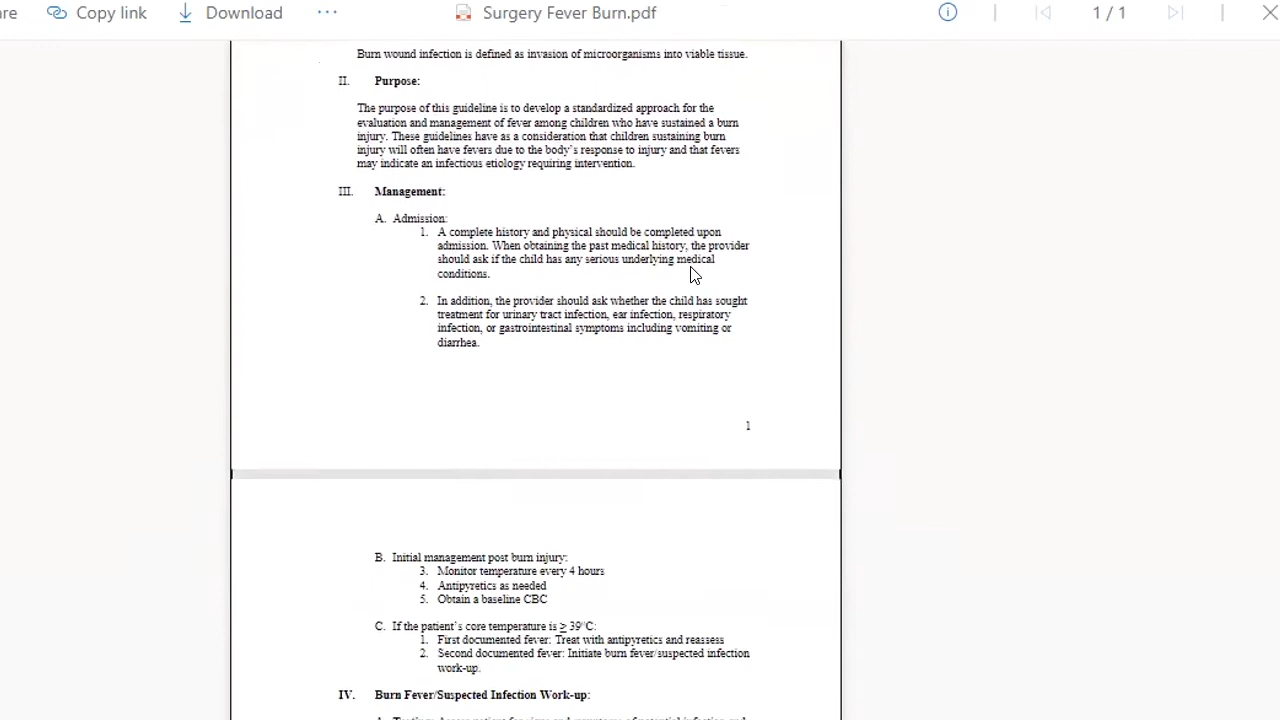 re Copy link Download ··· Surgery Fever Burn.pdf 1 / 1
Burn wound infection is defined as invasion of microorganisms into viable tissue.
II. Purpose:
The purpose of this guideline is to develop a standardized approach for the
evaluation and management of fever among children who have sustained a burn
injury. These guidelines have as a consideration that children sustaining burn
injury will often have fevers due to the body's response to injury and that fevers
may indicate an infectious etiology requiring intervention.
III. Management:
A. Admission:
1. A complete history and physical should be completed upon
admission. When obtaining the past medical history, the provider
should ask if the child has any serious underlying medical
conditions.
2. In addition, the provider should ask whether the child has sought
treatment for urinary tract infection, ear infection, respiratory
infection, or gastrointestinal symptoms including vomiting or
diarrhea.
1
B. Initial management post burn injury:
3. Monitor temperature every 4 hours
4. Antipyretics as needed
5. Obtain a baseline CBC
C. If the patient's core temperature is ≥ 39°C:
1. First documented fever: Treat with antipyretics and reassess
2. Second documented fever: Initiate burn fever/suspected infection
work-up.
IV. Burn Fever/Suspected Infection Work-up: